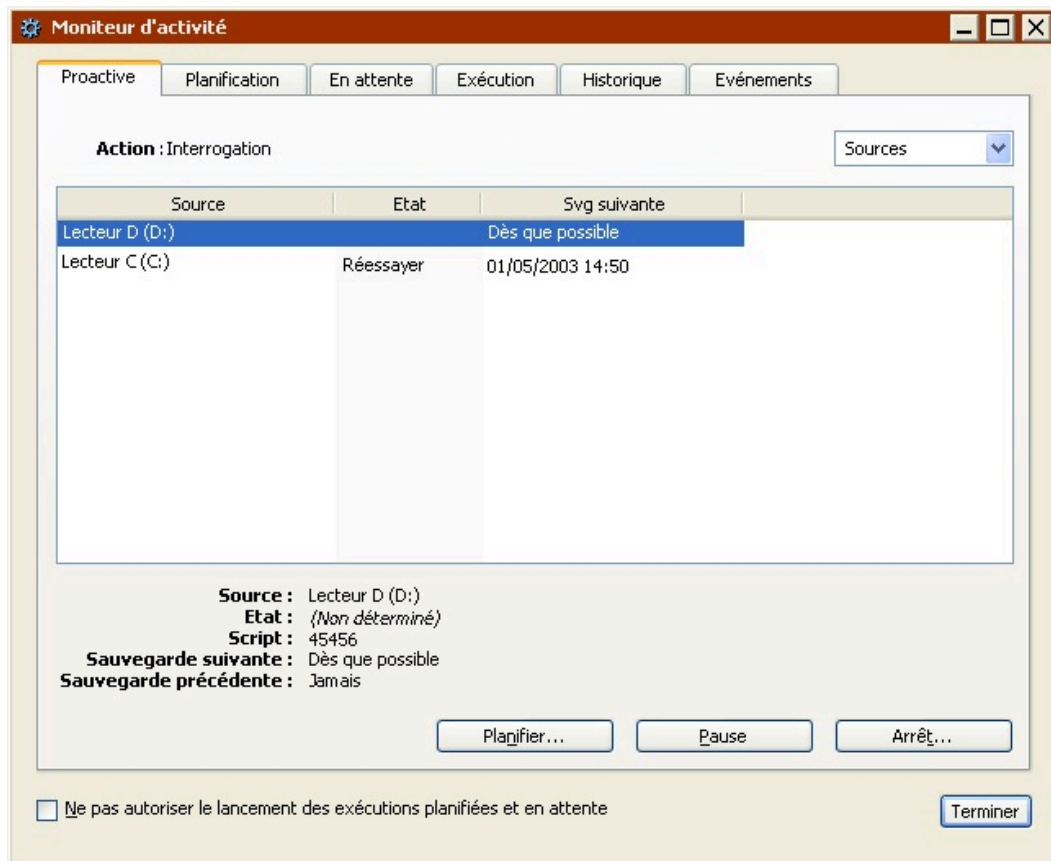 Moniteur d'activité
Proactive Planification En attente Exécution Historique Evénements
Action : Interrogation Sources
Source Etat Svg suivante
Lecteur D (D:) Dès que possible
Lecteur C (C:) Réessayer 01/05/2003 14:50
Source : Lecteur D (D:)
Etat : (Non déterminé)
Script : 45456
Sauvegarde suivante : Dès que possible
Sauvegarde précédente : Jamais
Planifier... Pause Arrêt...
Ne pas autoriser le lancement des exécutions planifiées et en attente Terminer